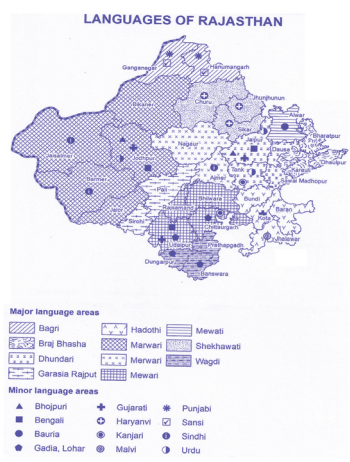 LANGUAGES OF RAJASTHAN
Ganganagar
Hanumangarh
Jhunjhunun
Churu
Bikaner
Sikar
Alwar
Bharatpur
Nagaur
Dausa
Dhaulpur
Jaisalmer
Jodhpur
Karauli
Ajmer
Tonk
Sawai Madhopur
Barmer
Pali
Bhilwara
Bundi
Baran
Jalor
Kota
Sirohi
Chittaurgarh
Jhalawar
Udaipur
Pratapgadh
Dungarpur
Banswara
Major language areas
Bagri
Hadothi
Mewati
Braj Bhasha
Marwari
Shekhawati
Dhundari
Merwari
Wagdi
Garasia Rajput
Mewari
Minor language areas
Bhojpuri
Gujarati
Punjabi
Bengali
Haryanvi
Sansi
Bauria
Kanjari
Sindhi
Gadia, Lohar
Malvi
Urdu